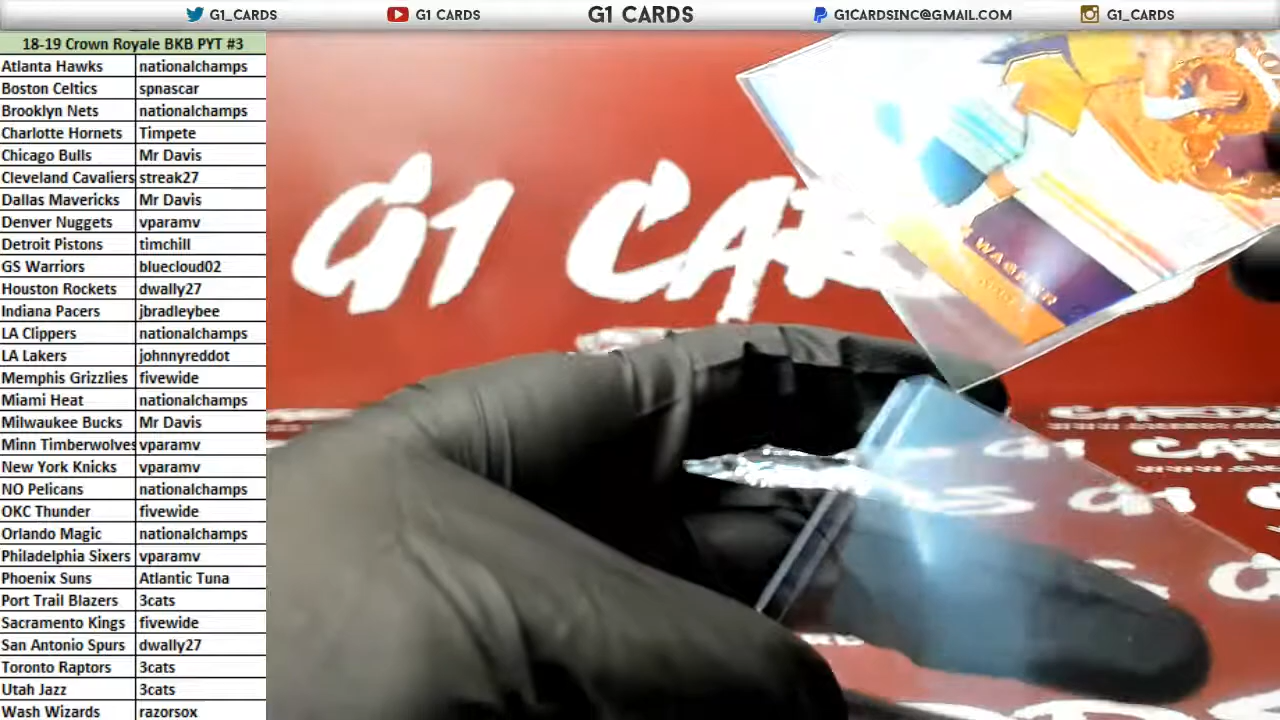 G1_CARDS
G1 CARDS
G1 CARDS
G1CARDSINC@GMAIL.COM
G1_CARDS
18-19 Crown Royale BKB PYT #3
Atlanta Hawks nationalchamps
Boston Celtics spnascar
Brooklyn Nets nationalchamps
Charlotte Hornets Timpete
Chicago Bulls Mr Davis
Cleveland Cavaliers streak27
Dallas Mavericks Mr Davis
Denver Nuggets vparamv
Detroit Pistons timchill
GS Warriors bluecloud02
Houston Rockets dwally27
Indiana Pacers jbradleybee
LA Clippers nationalchamps
LA Lakers johnnyreddot
Memphis Grizzlies fivewide
Miami Heat nationalchamps
Milwaukee Bucks Mr Davis
Minn Timberwolves vparamv
New York Knicks vparamv
NO Pelicans nationalchamps
OKC Thunder fivewide
Orlando Magic nationalchamps
Philadelphia Sixers vparamv
Phoenix Suns Atlantic Tuna
Port Trail Blazers 3cats
Sacramento Kings fivewide
San Antonio Spurs dwally27
Toronto Raptors 3cats
Utah Jazz 3cats
Wash Wizards razorsox
G1 CAR
WAGNER
G1
G1